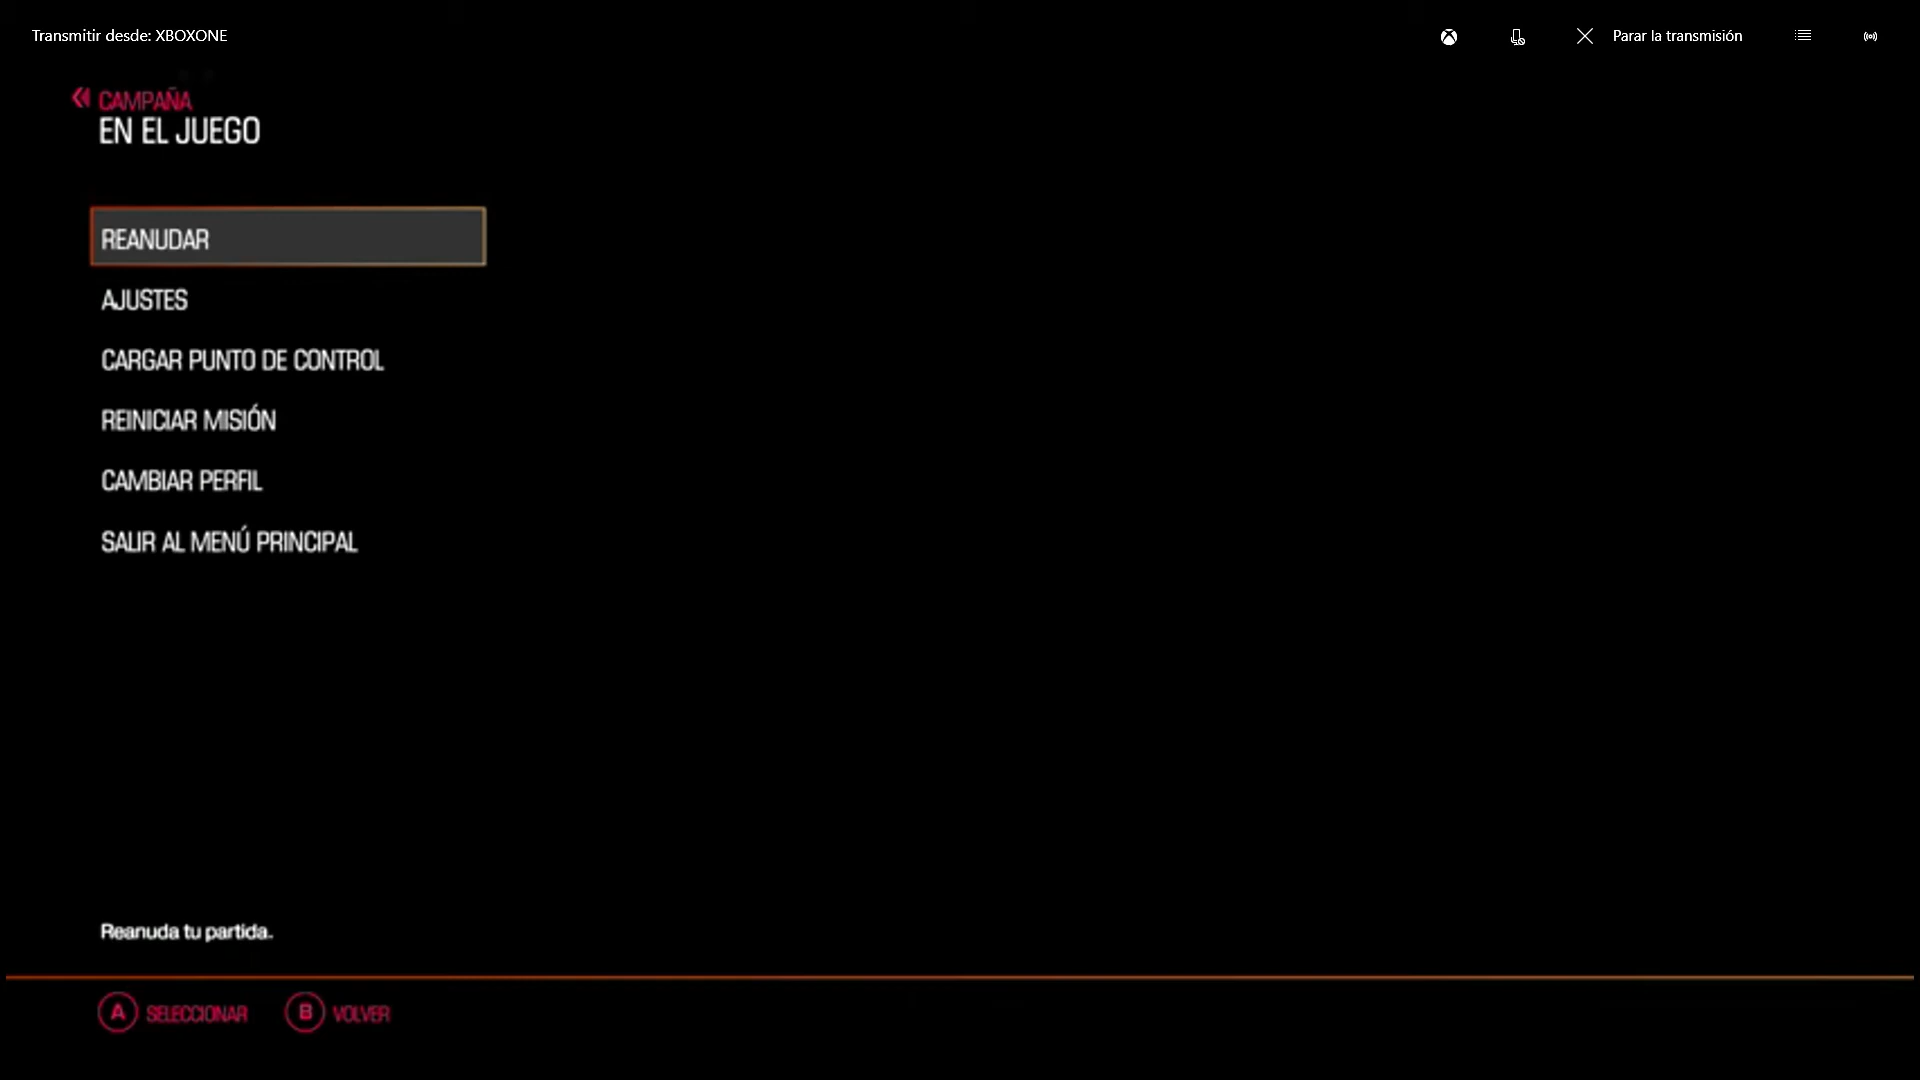 Transmitir desde: XBOXONE
Parar la transmisión
CAMPAÑA
EN EL JUEGO
REANUDAR
AJUSTES
CARGAR PUNTO DE CONTROL
REINICIAR MISIÓN
CAMBIAR PERFIL
SALIR AL MENÚ PRINCIPAL
Reanuda tu partida.
A SELECCIONAR B VOLVER